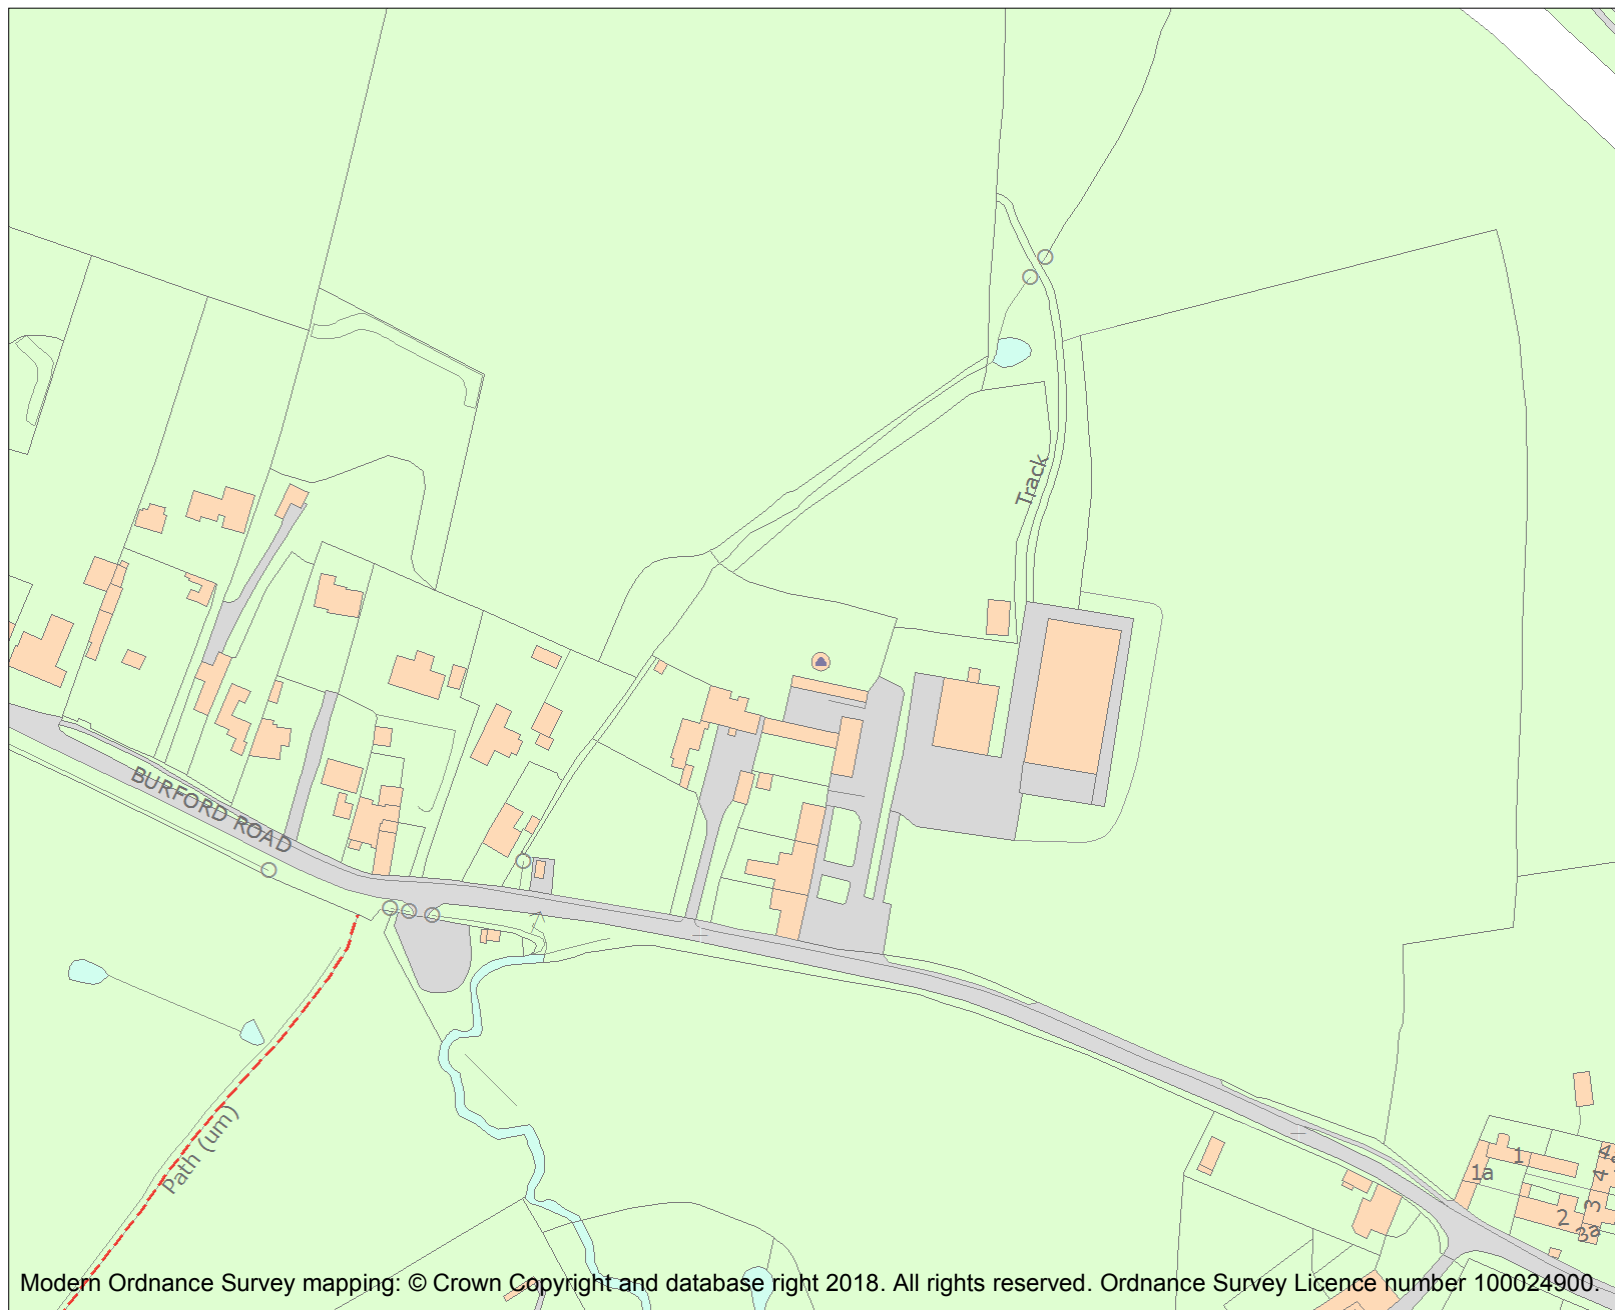 Track
BURFORD ROAD
Path (um)
1
1a
4
2
3
3a
Modern Ordnance Survey mapping: © Crown Copyright and database right 2018. All rights reserved. Ordnance Survey Licence number 100024900.